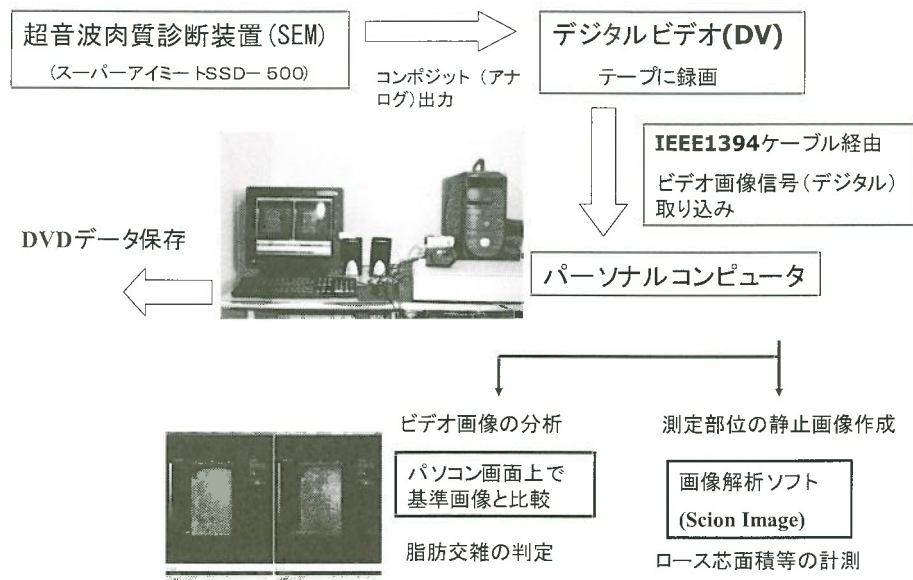 超音波肉質診断装置(SEM)
(スーパーアイミートSSD-500)
コンポジット (アナ
ログ)出力
デジタルビデオ(DV)
テープに録画
IEEE1394ケーブル経由
ビデオ画像信号(デジタル)
取り込み
DVDデータ保存
パーソナルコンピュータ
ビデオ画像の分析
パソコン画面上で
基準画像と比較
脂肪交雑の判定
測定部位の静止画像作成
画像解析ソフト
(Scion Image)
ロース芯面積等の計測